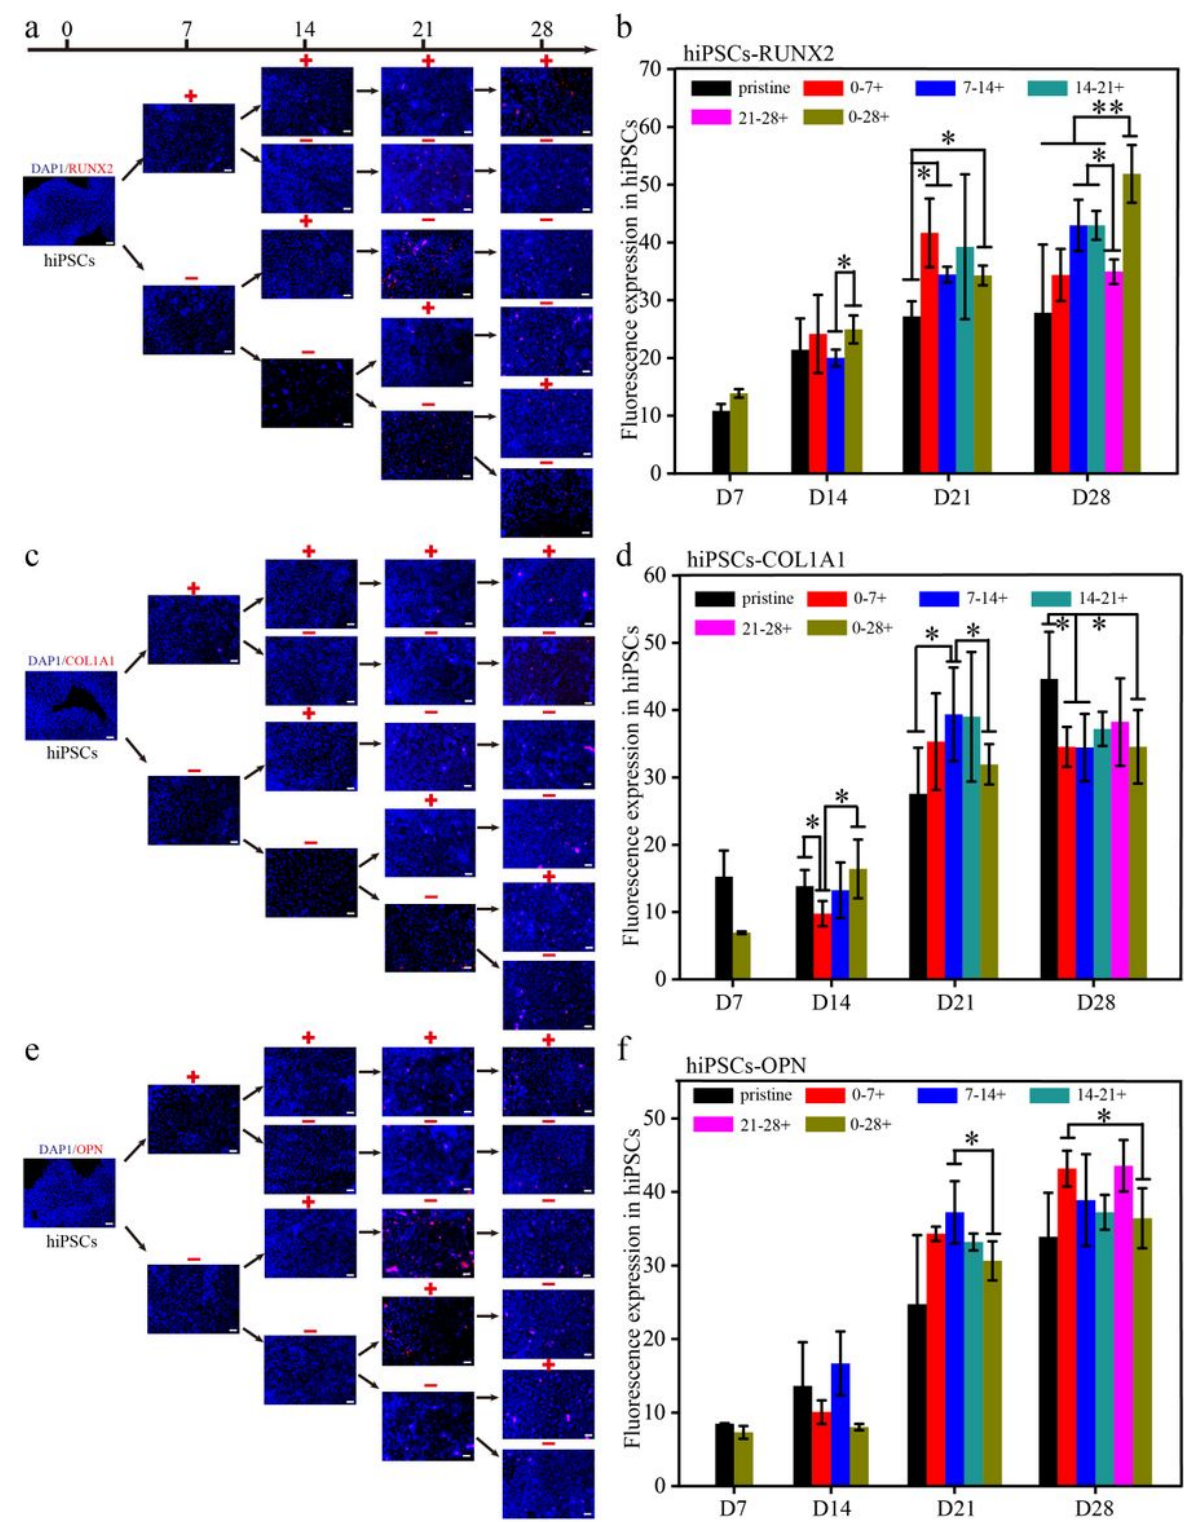 a
0 7 14 21 28
+ + +
+
DAP1/RUNX2
− − −
hiPSCs
+ − −
−
+ −
−
− +
−
b
hiPSCs-RUNX2
pristine 0-7+ 7-14+ 14-21+
21-28+ 0-28+
Fluorescence expression in hiPSCs
70
60
50
40
30
20
10
0
* * * * **
D7 D14 D21 D28
c
+ + +
+
− − −
DAP1/COL1A1
hiPSCs
+ − −
−
+ −
−
− +
−
d
hiPSCs-COL1A1
pristine 0-7+ 7-14+ 14-21+
21-28+ 0-28+
Fluorescence expression in hiPSCs
60
50
40
30
20
10
0
* * * * * *
D7 D14 D21 D28
e
+ + +
+
− − −
DAP1/OPN
hiPSCs
+ − −
−
+ −
−
− +
−
f
hiPSCs-OPN
pristine 0-7+ 7-14+ 14-21+
21-28+ 0-28+
Fluorescence expression in hiPSCs
50
40
30
20
10
0
* *
D7 D14 D21 D28